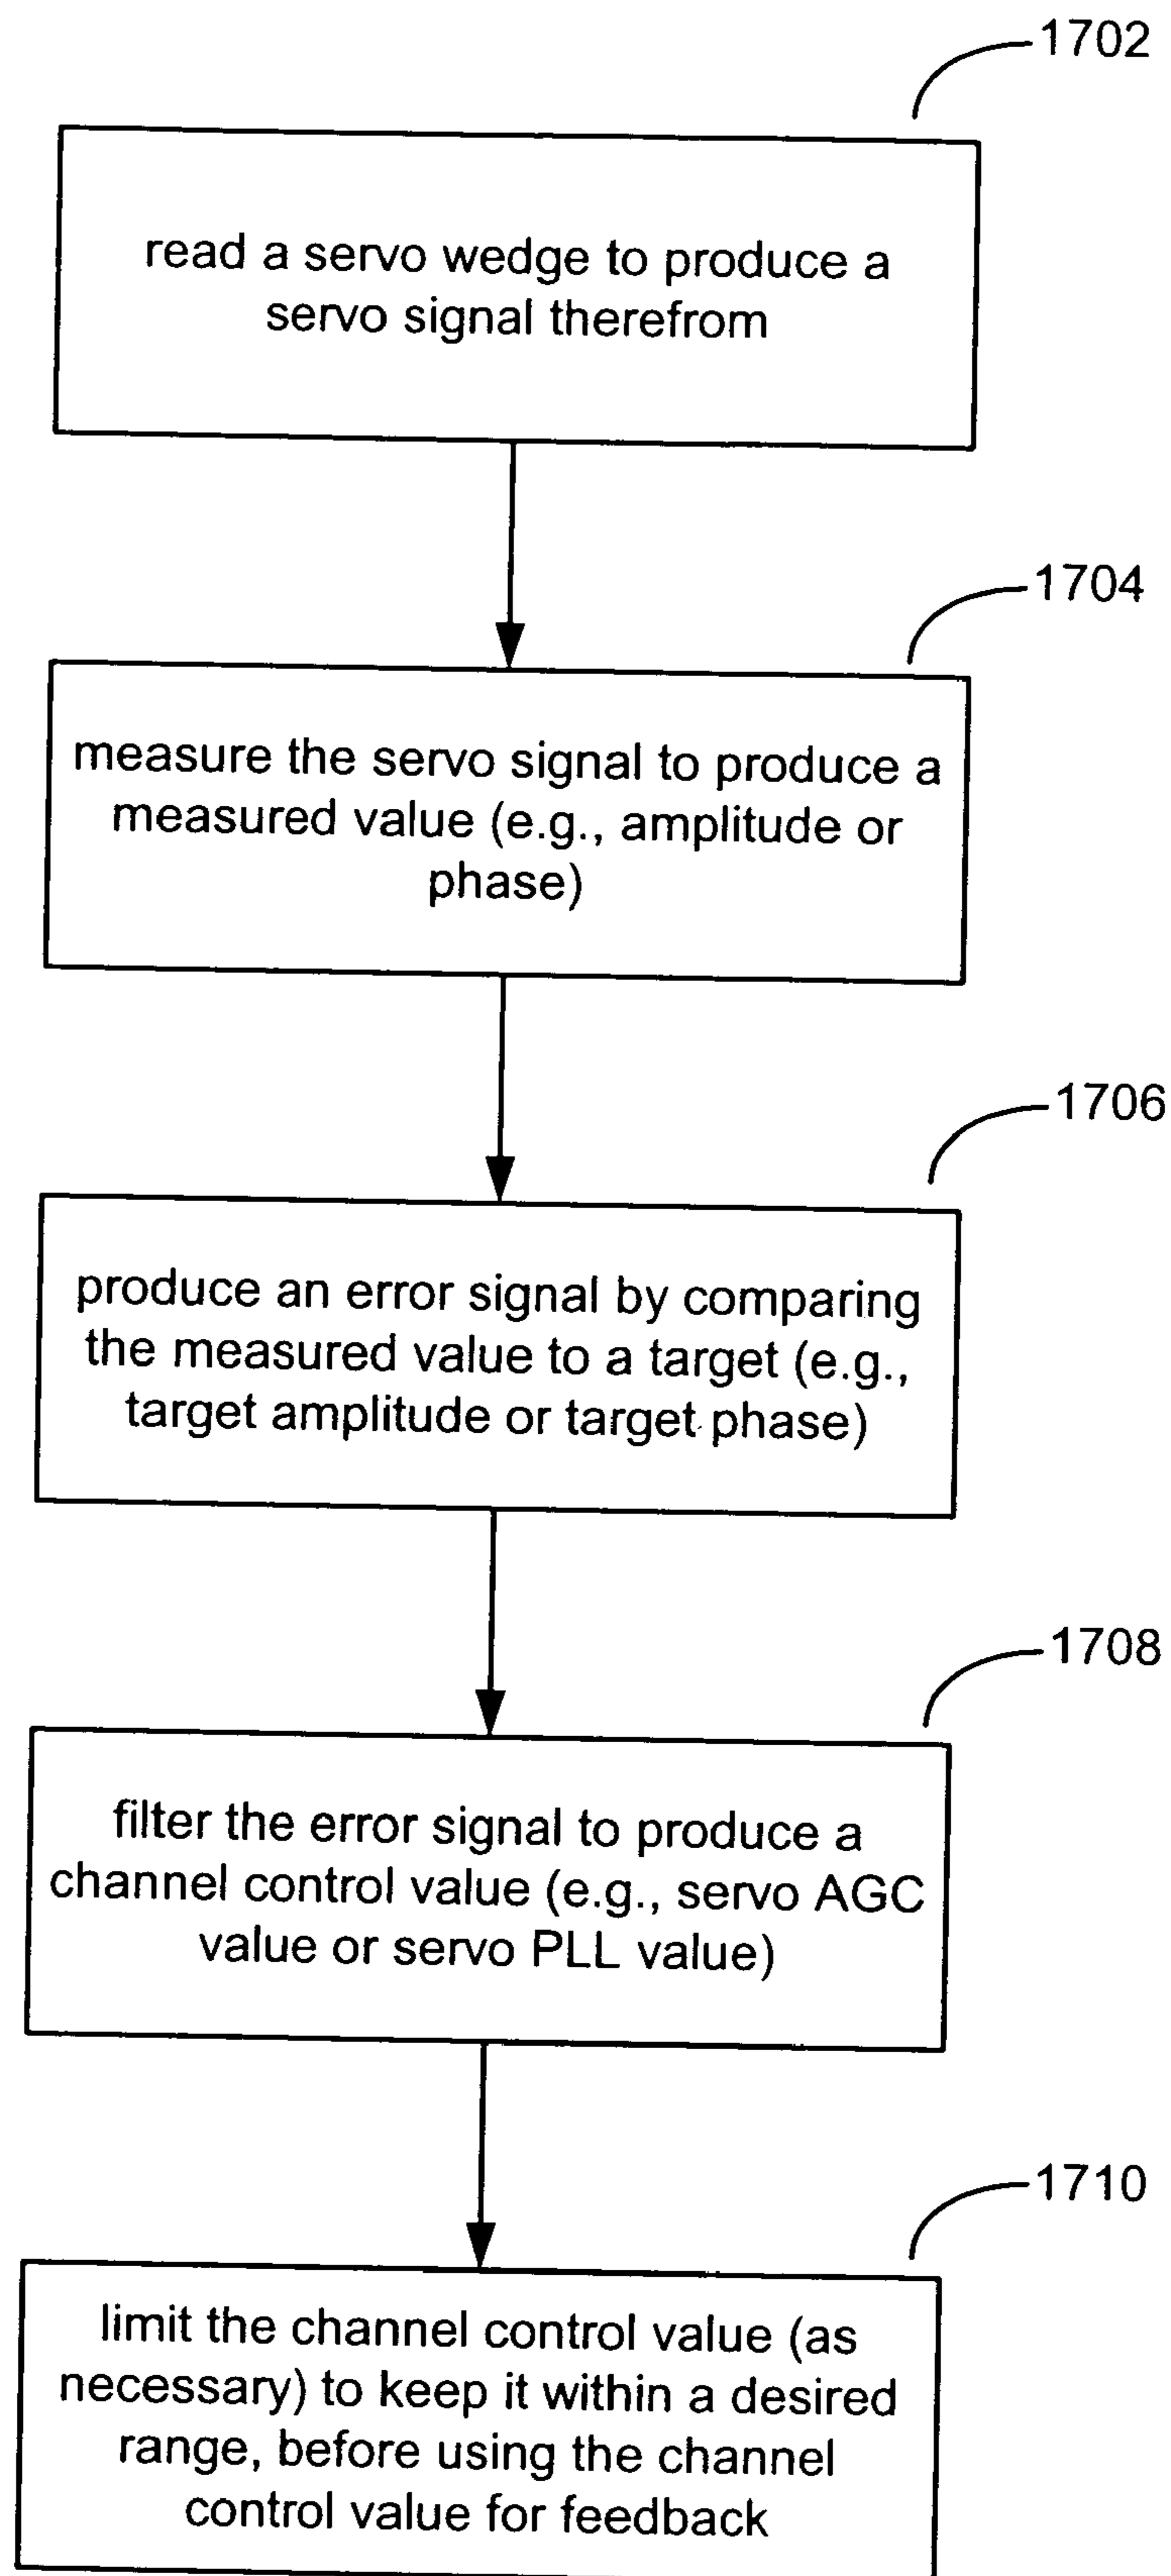 1702
read a servo wedge to produce a
servo signal therefrom
1704
measure the servo signal to produce a
measured value (e.g., amplitude or
phase)
1706
produce an error signal by comparing
the measured value to a target (e.g.,
target amplitude or target phase)
1708
filter the error signal to produce a
channel control value (e.g., servo AGC
value or servo PLL value)
1710
limit the channel control value (as
necessary) to keep it within a desired
range, before using the channel
control value for feedback